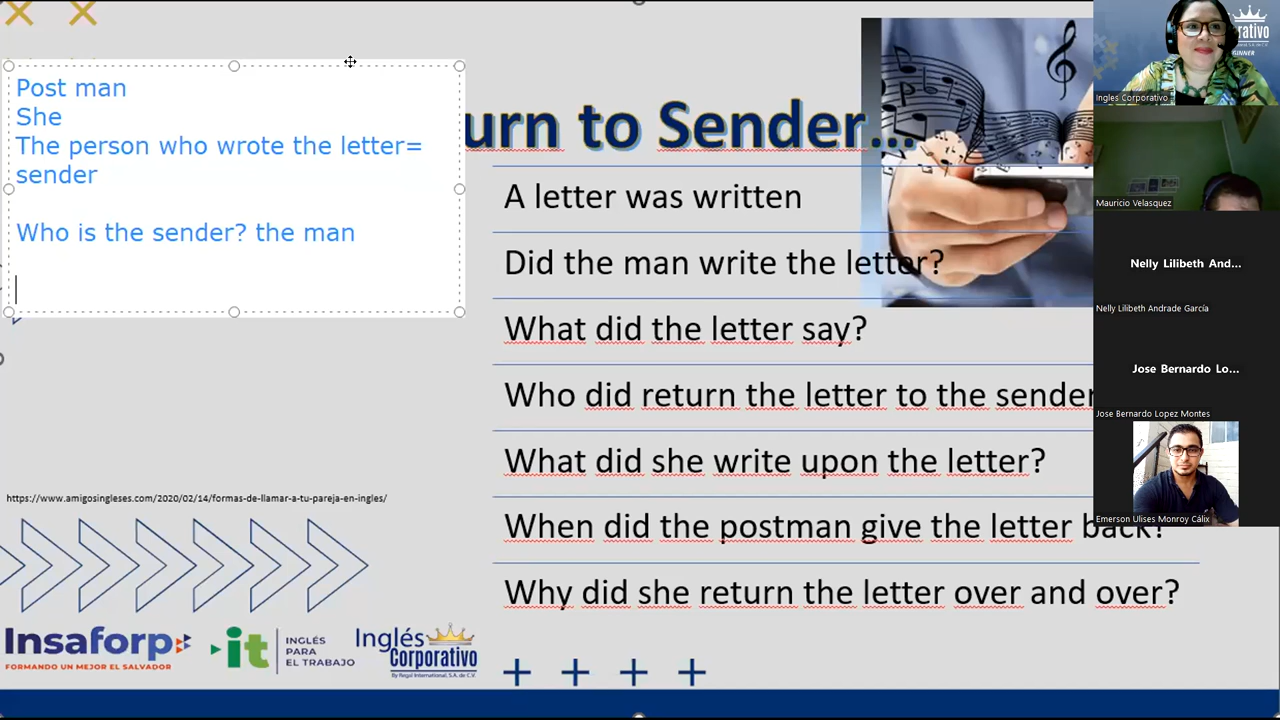 Post man
She
The person who wrote the letter=
sender
Who is the sender? the man
urn to Sender...
A letter was written
Did the man write the letter?
What did the letter say?
Who did return the letter to the sender
What did she write upon the letter?
When did the postman give the letter back?
Why did she return the letter over and over?
https://www.amigosingleses.com/2020/02/14/formas-de-llamar-a-tu-pareja-en-ingles/
Insaforp
FORMANDO UN MEJOR EL SALVADOR
it
INGLÉS
PARA
EL TRABAJO
Inglés
Corporativo
By Regal International, S.A. de C.V.
Ingles Corporativo
Mauricio Velasquez
Nelly Lilibeth And...
Nelly Lilibeth Andrade García
Jose Bernardo Lo...
Jose Bernardo Lopez Montes
Emerson Ulises Monroy Cálix